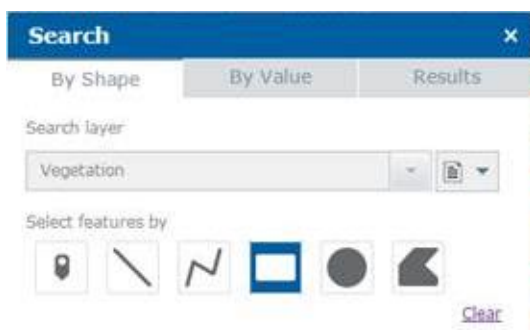 Search ×
By Shape By Value Results
Search layer
Vegetation
Select features by
Clear